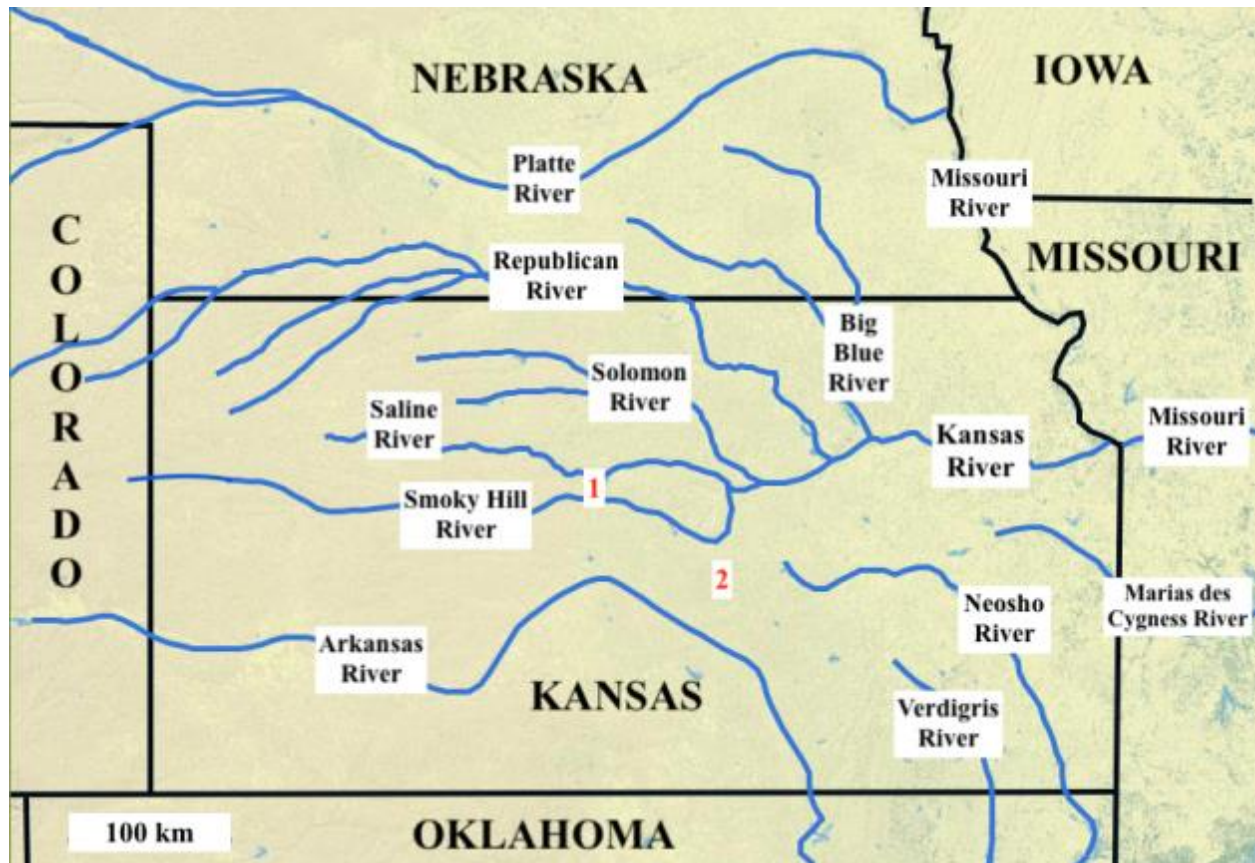 NEBRASKA
IOWA
Platte
River
Missouri
River
COLORADO
Republican
River
MISSOURI
Big
Blue
River
Solomon
River
Saline
River
Kansas
River
Missouri
River
Smoky Hill
River
1
2
Neosho
River
Marias des
Cygness River
Arkansas
River
KANSAS
Verdigris
River
100 km
OKLAHOMA